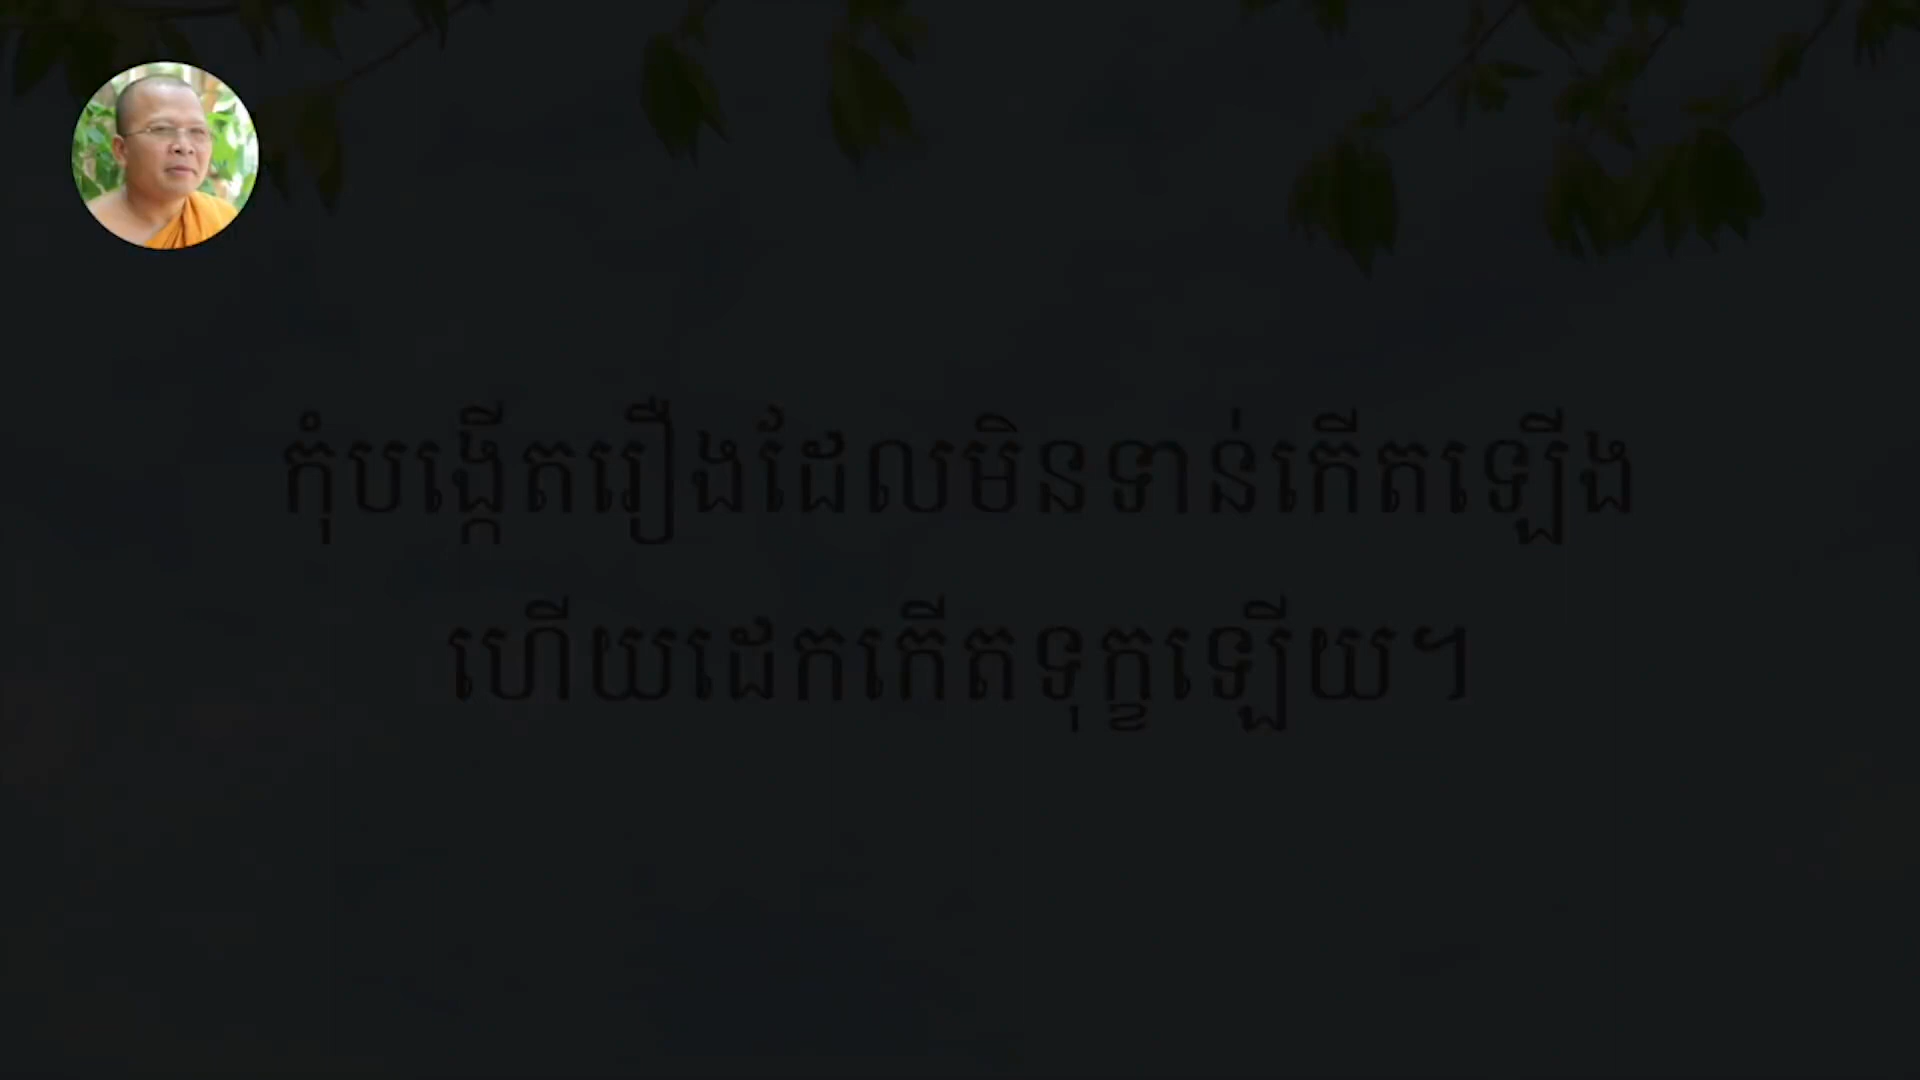 កុំបង្កើតរឿងដែលមិនទាន់កើតឡើង
ហើយដេកកើតទុក្ខឡើយ។